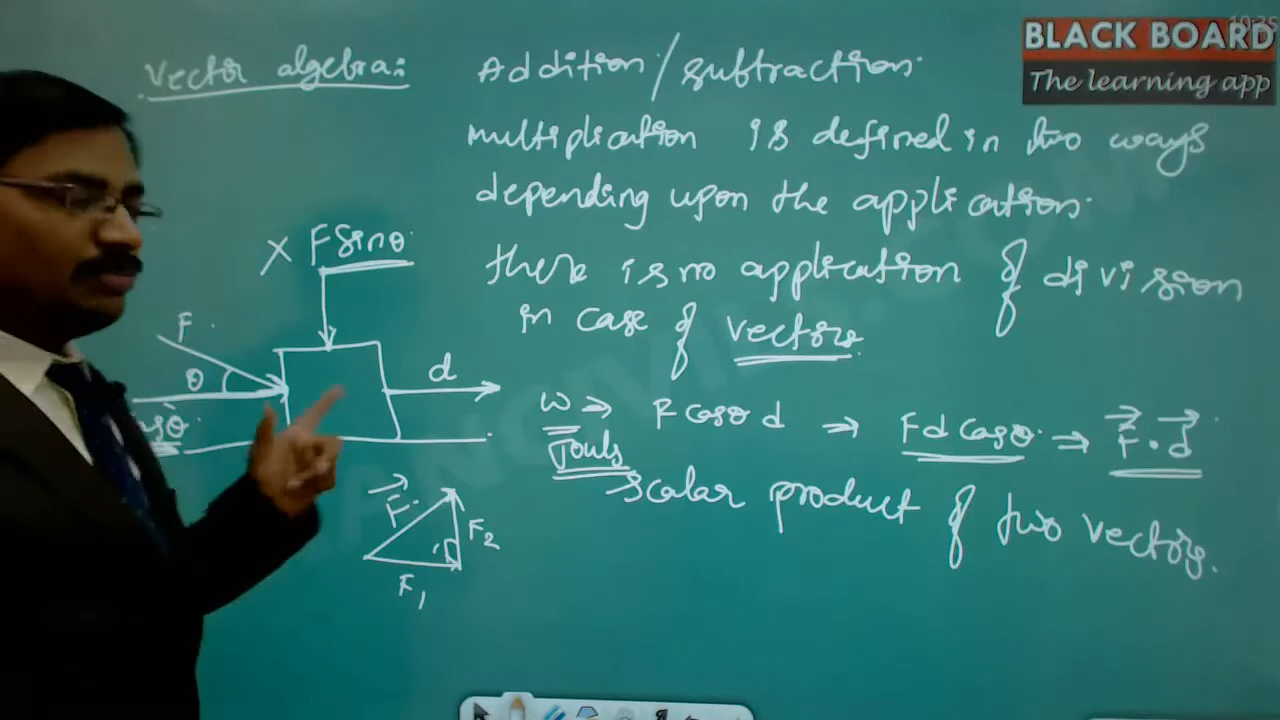 Vector algebra:
Addition/subtraction.
multiplication is defined in two ways
depending upon the application.
there is no application of division
in case of vectors.
X F sinθ.
F
θ
d
W ⇒ F cosθ d ⇒ Fd cosθ. ⇒ F⃗ . d⃗
Jouls
scalar product of two vectors.
F⃗
F₂
F₁
BLACK BOARD
The learning app